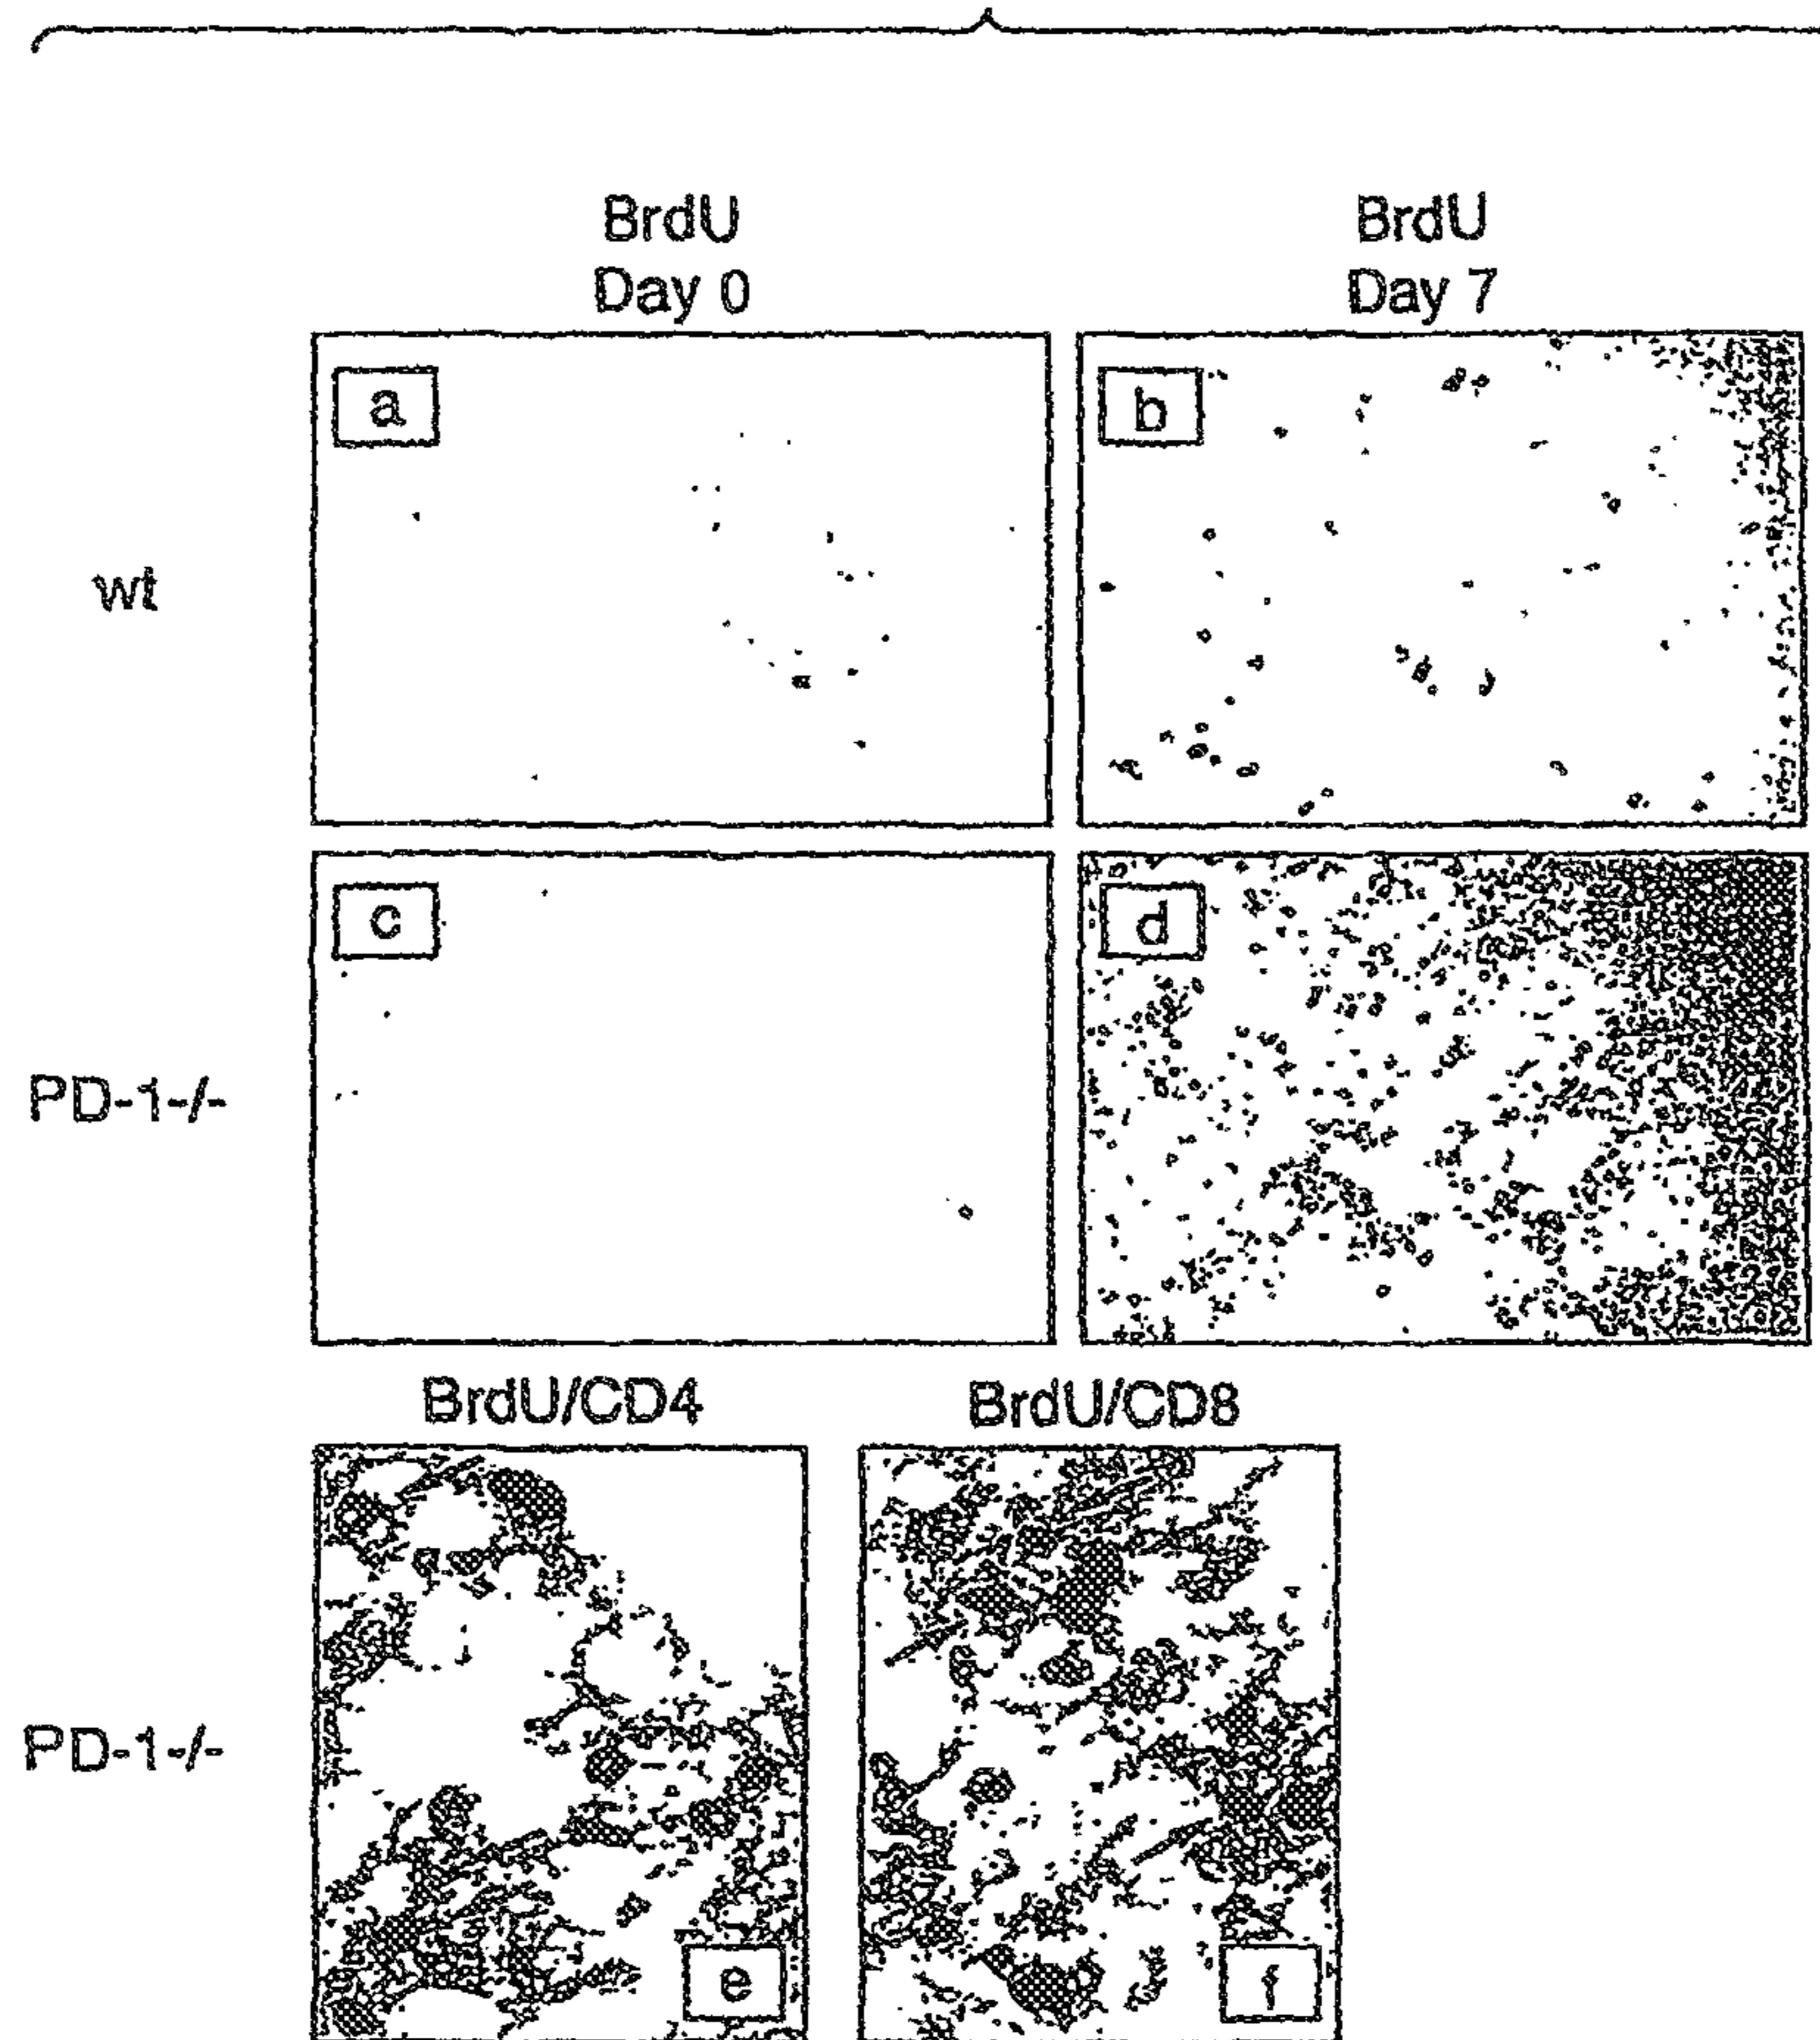 BrdU
Day 0
BrdU
Day 7
a
b
wt
c
d
PD-1-/-
BrdU/CD4
BrdU/CD8
PD-1-/-
e
f